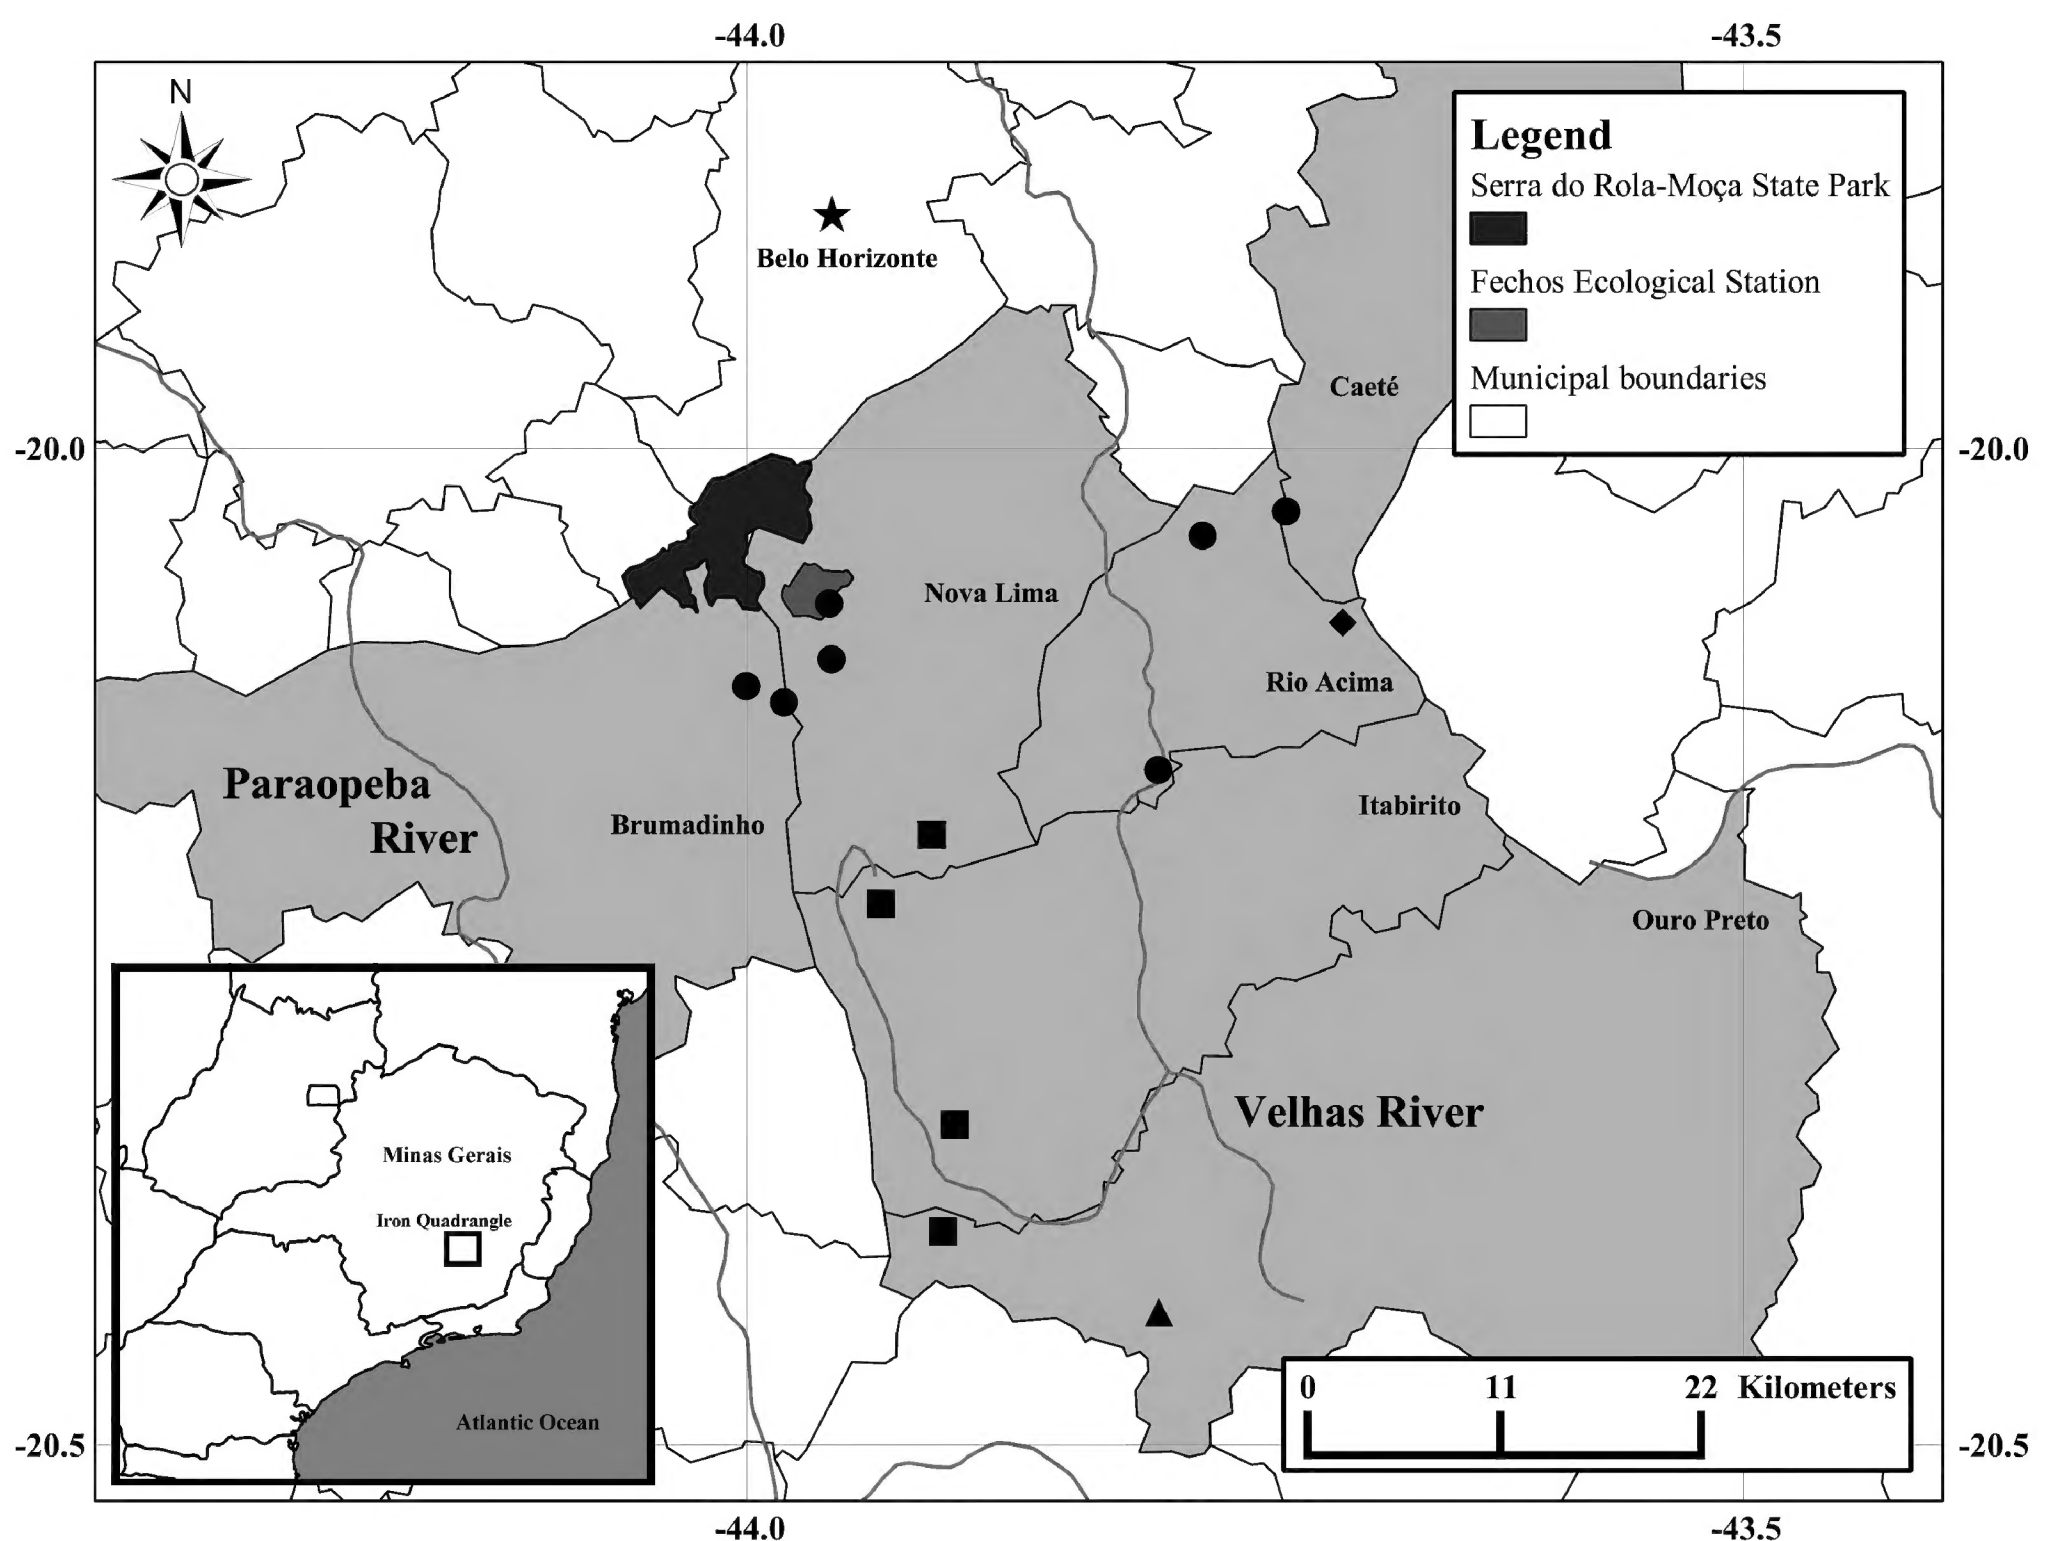 -44.0
-43.5
N
Legend
Serra do Rola-Moça State Park
Fechos Ecological Station
Municipal boundaries
Belo Horizonte
Caeté
-20.0
-20.0
Nova Lima
Rio Acima
Paraopeba
River
Brumadinho
Itabirito
Ouro Preto
Velhas River
Minas Gerais
Iron Quadrangle
Atlantic Ocean
0 11 22 Kilometers
-20.5
-20.5
-44.0
-43.5